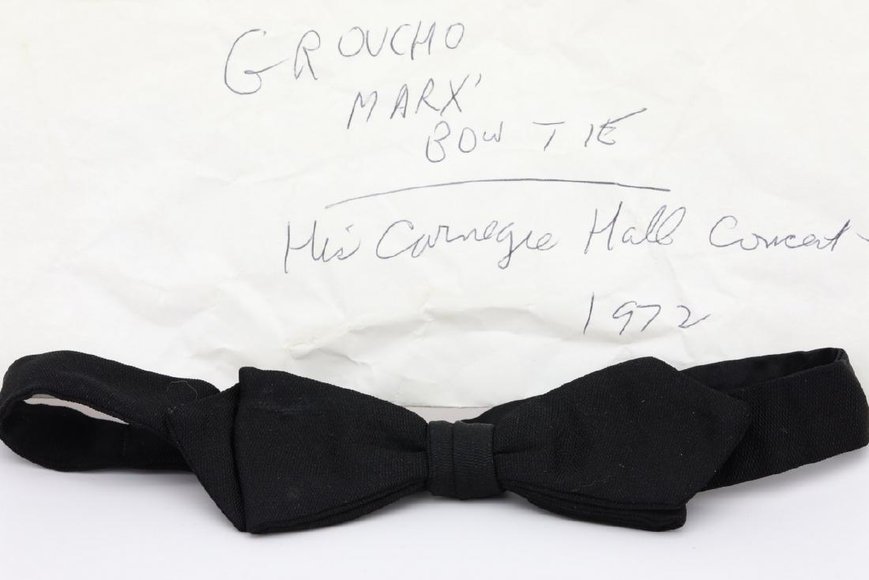 GROUCHO
MARX'
BOW TIE
His Carnegie Hall Concert
1972